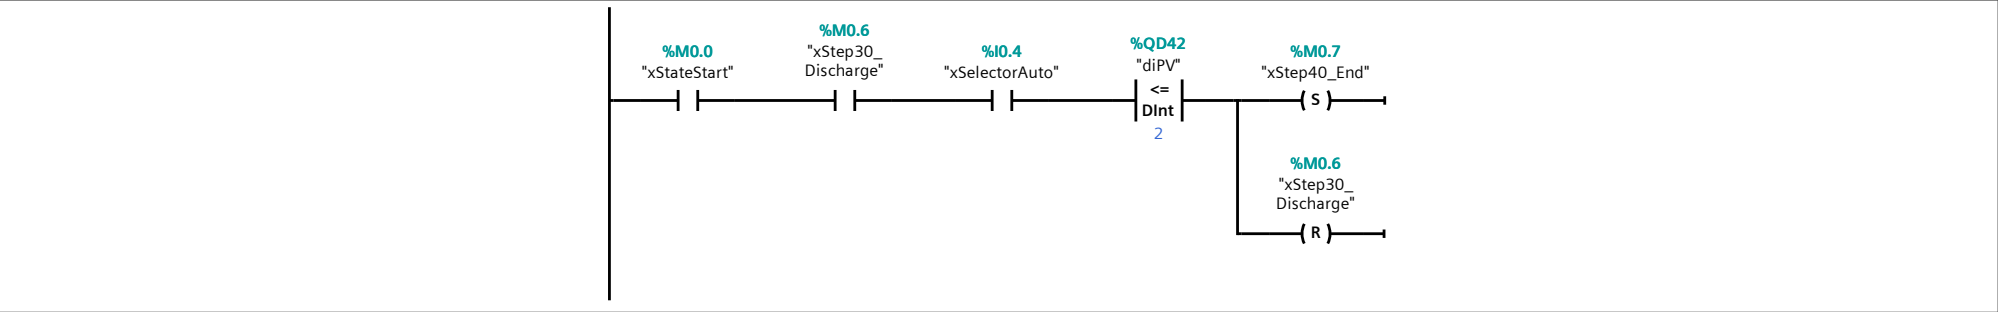 %M0.0
"xStateStart"
%M0.6
"xStep30_
Discharge"
%I0.4
"xSelectorAuto"
%QD42
"diPV"
<=
DInt
2
%M0.7
"xStep40_End"
S
%M0.6
"xStep30_
Discharge"
R